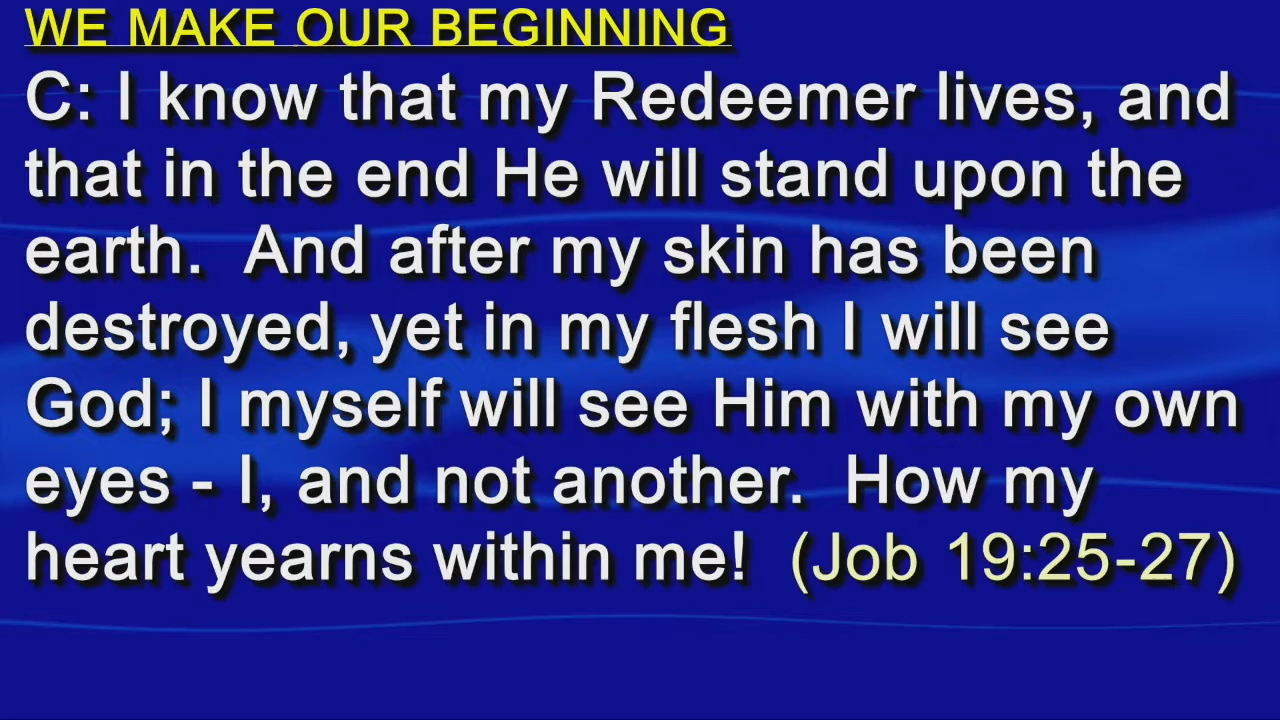 WE MAKE OUR BEGINNING
C: I know that my Redeemer lives, and
that in the end He will stand upon the
earth.  And after my skin has been
destroyed, yet in my flesh I will see
God; I myself will see Him with my own
eyes - I, and not another.  How my
heart yearns within me!  (Job 19:25-27)